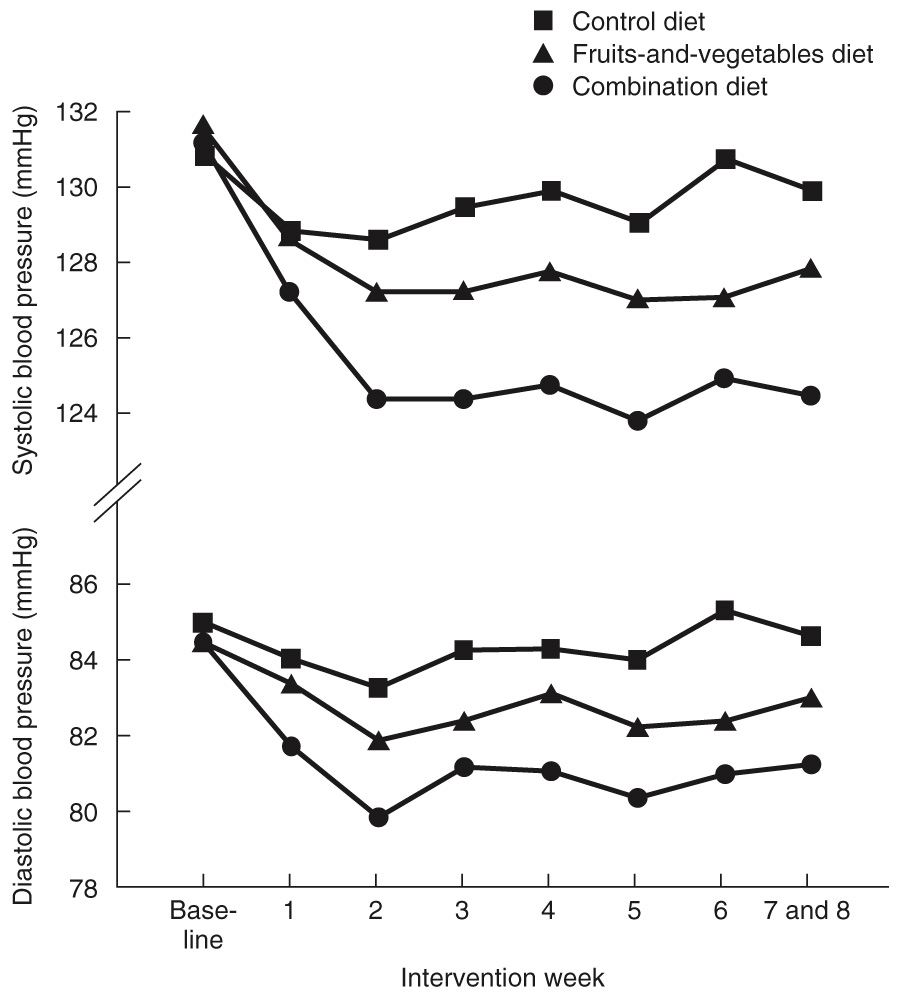 Control diet
Fruits-and-vegetables diet
Combination diet
Systolic blood pressure (mmHg)
132
130
128
126
124
Diastolic blood pressure (mmHg)
86
84
82
80
78
Base-
line
1
2
3
4
5
6
7 and 8
Intervention week